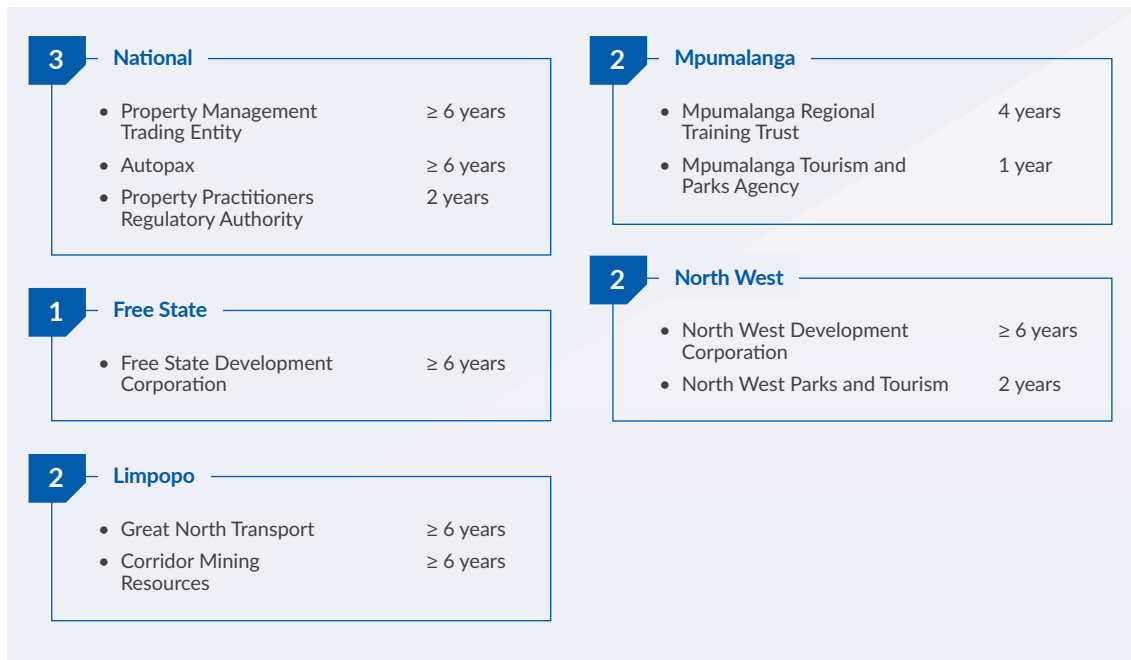 3 National
• Property Management ≥ 6 years
Trading Entity
• Autopax ≥ 6 years
• Property Practitioners 2 years
Regulatory Authority
1 Free State
• Free State Development ≥ 6 years
Corporation
2 Limpopo
• Great North Transport ≥ 6 years
• Corridor Mining ≥ 6 years
Resources
2 Mpumalanga
• Mpumalanga Regional 4 years
Training Trust
• Mpumalanga Tourism and 1 year
Parks Agency
2 North West
• North West Development ≥ 6 years
Corporation
• North West Parks and Tourism 2 years